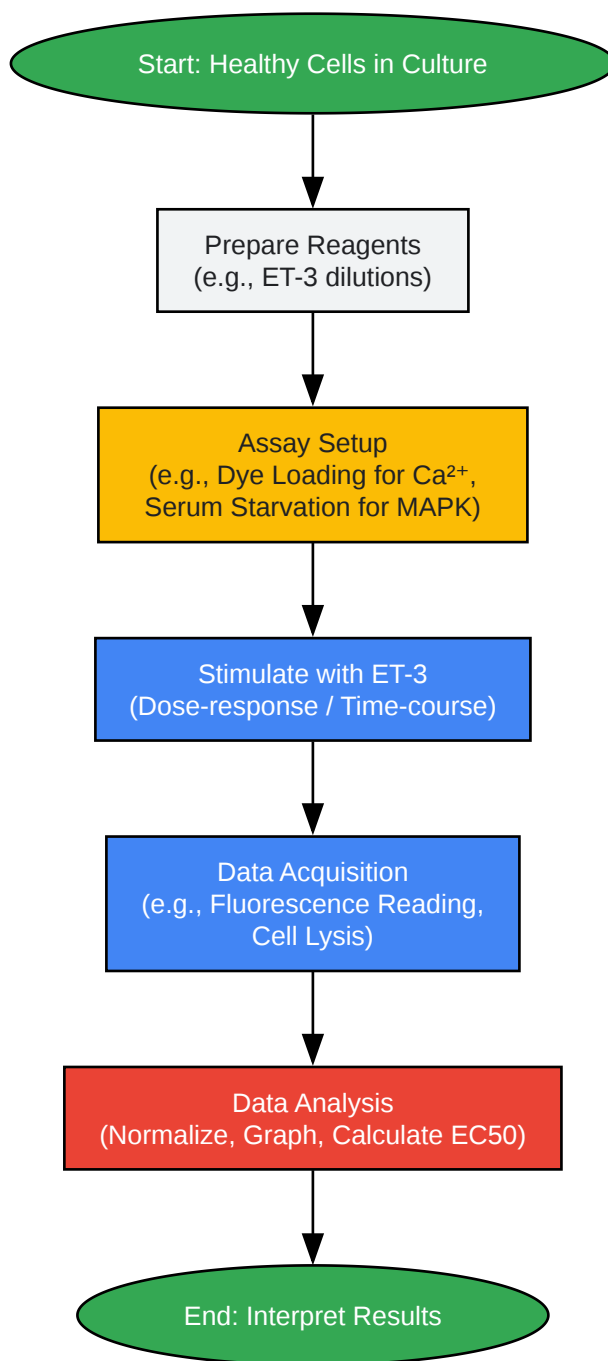 Start: Healthy Cells in Culture
Prepare Reagents
(e.g., ET-3 dilutions)
Assay Setup
(e.g., Dye Loading for Ca²⁺,
Serum Starvation for MAPK)
Stimulate with ET-3
(Dose-response / Time-course)
Data Acquisition
(e.g., Fluorescence Reading,
Cell Lysis)
Data Analysis
(Normalize, Graph, Calculate EC50)
End: Interpret Results